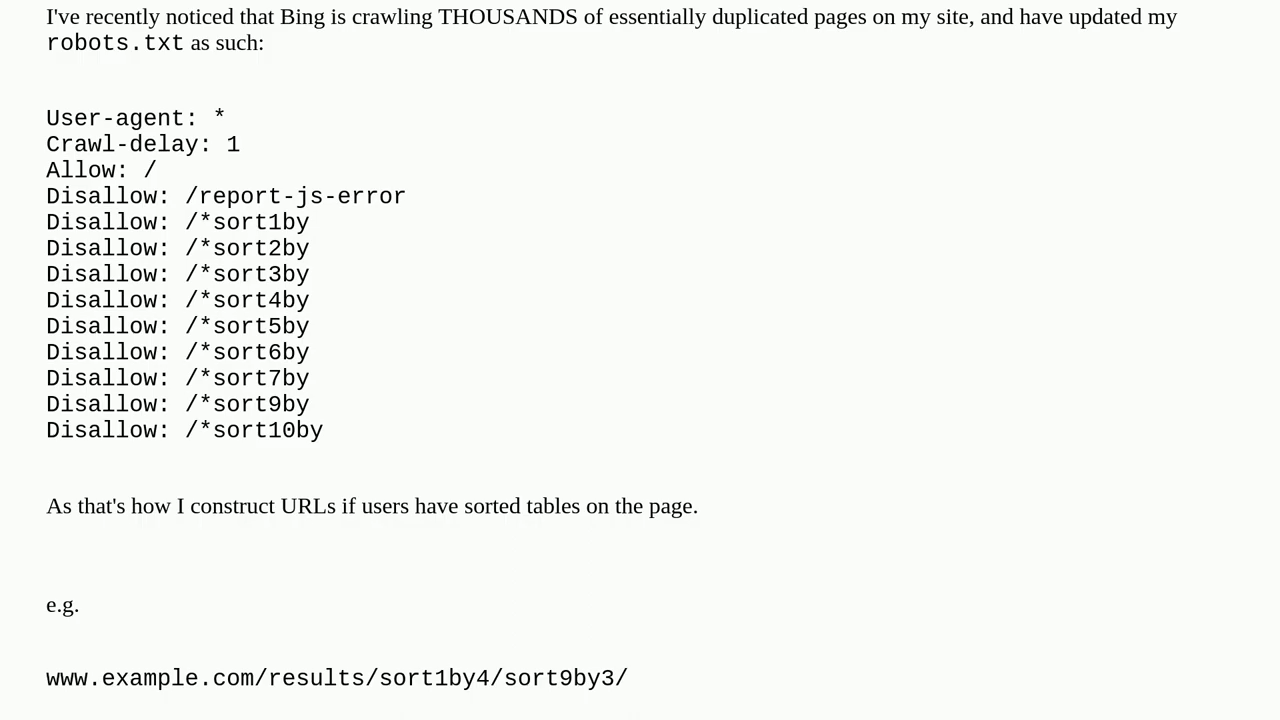 I've recently noticed that Bing is crawling THOUSANDS of essentially duplicated pages on my site, and have updated my
robots.txt as such:
User-agent: *
Crawl-delay: 1
Allow: /
Disallow: /report-js-error
Disallow: /*sort1by
Disallow: /*sort2by
Disallow: /*sort3by
Disallow: /*sort4by
Disallow: /*sort5by
Disallow: /*sort6by
Disallow: /*sort7by
Disallow: /*sort9by
Disallow: /*sort10by
As that's how I construct URLs if users have sorted tables on the page.
e.g.
www.example.com/results/sort1by4/sort9by3/